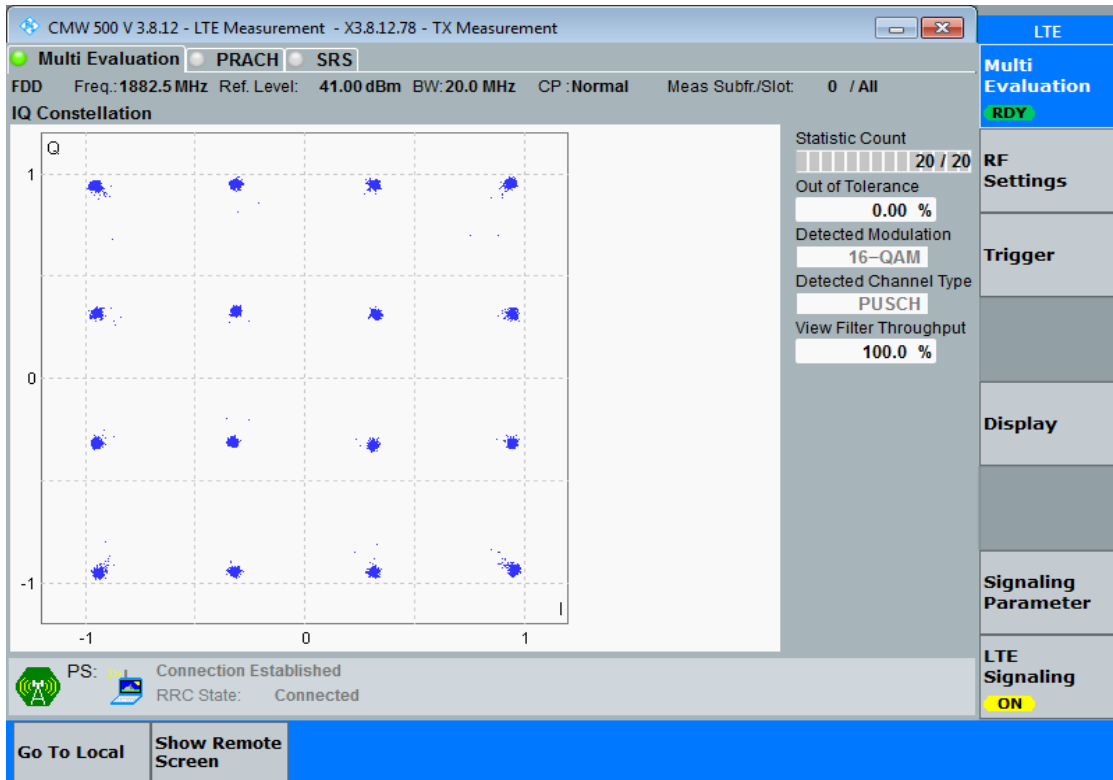 CMW 500 V 3.8.12 - LTE Measurement - X3.8.12.78 - TX Measurement
LTE
Multi Evaluation PRACH SRS
FDD Freq.:1882.5 MHz Ref. Level: 41.00 dBm BW:20.0 MHz CP :Normal Meas Subfr./Slot: 0 / All
IQ Constellation
Q
1
0
-1
-1 0 1
I
Statistic Count
20 / 20
Out of Tolerance
0.00 %
Detected Modulation
16-QAM
Detected Channel Type
PUSCH
View Filter Throughput
100.0 %
Multi
Evaluation
RDY
RF
Settings
Trigger
Display
Signaling
Parameter
LTE
Signaling
ON
PS: Connection Established
RRC State: Connected
Go To Local
Show Remote
Screen